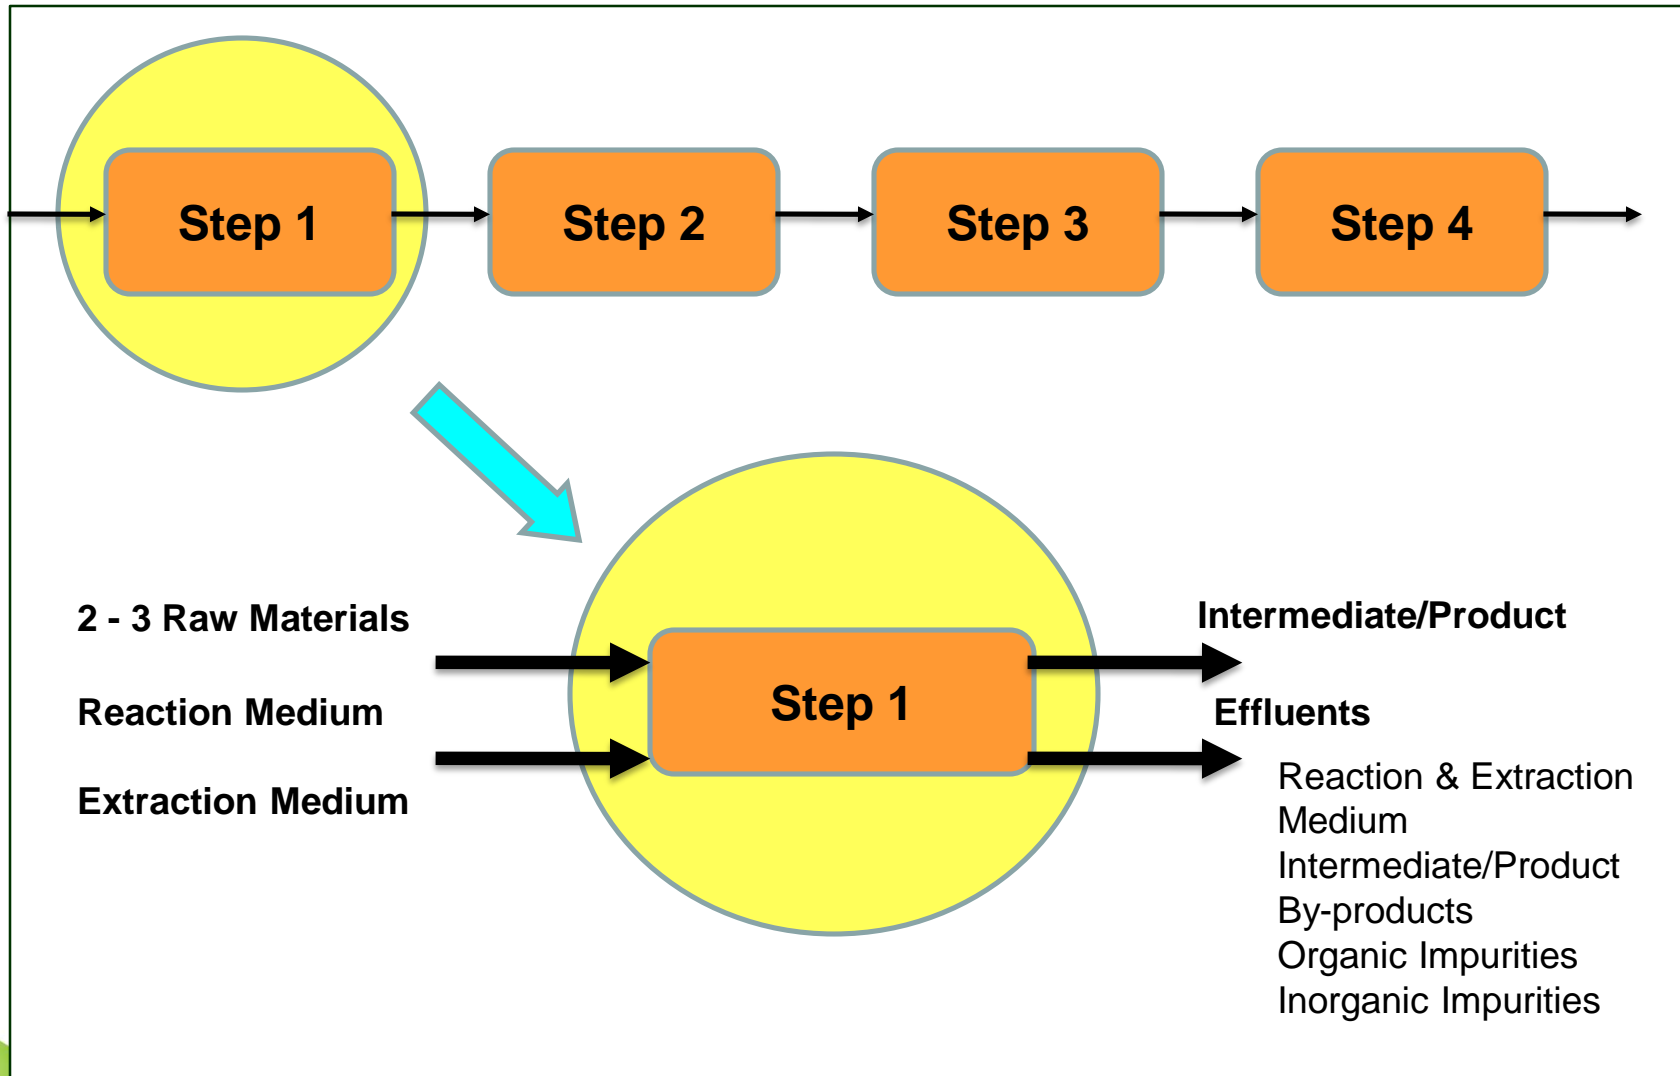 Step 1
Step 2
Step 3
Step 4
2 - 3 Raw Materials
Reaction Medium
Extraction Medium
Step 1
Intermediate/Product
Effluents
Reaction & Extraction
Medium
Intermediate/Product
By-products
Organic Impurities
Inorganic Impurities